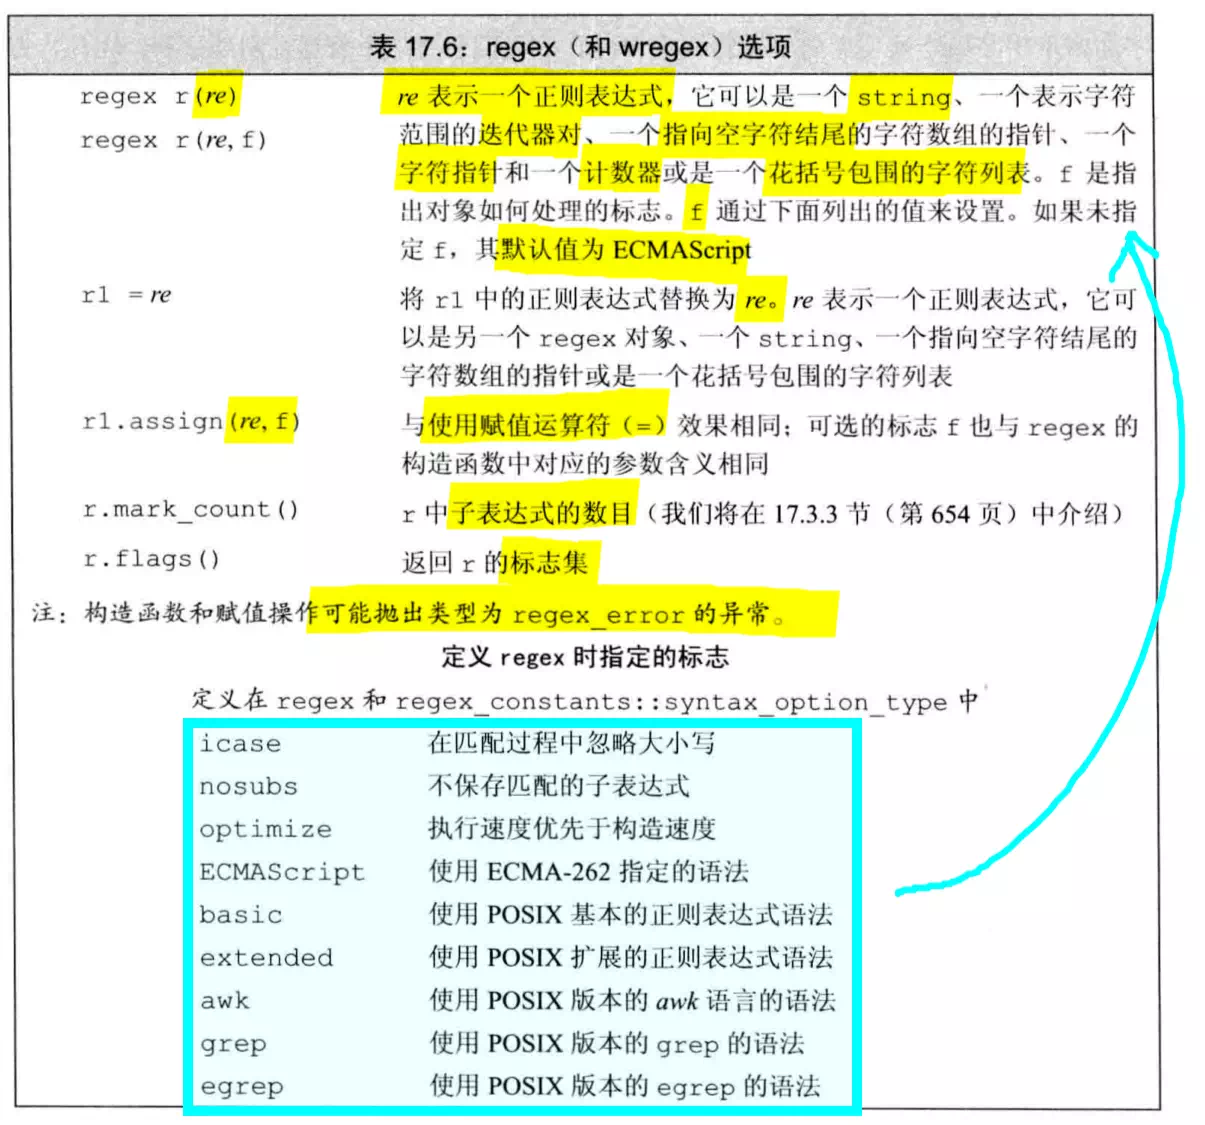 表 17.6：regex（和 wregex）选项
regex r(re) re 表示一个正则表达式，它可以是一个 string、一个表示字符
regex r(re, f) 范围的迭代器对、一个指向空字符结尾的字符数组的指针、一个
字符指针和一个计数器或是一个花括号包围的字符列表。f 是指
出对象如何处理的标志。f 通过下面列出的值来设置。如果未指
定 f，其默认值为 ECMAScript
r1 = re 将 r1 中的正则表达式替换为 re。re 表示一个正则表达式，它可
以是另一个 regex 对象、一个 string、一个指向空字符结尾的
字符数组的指针或是一个花括号包围的字符列表
r1.assign(re, f) 与使用赋值运算符（=）效果相同；可选的标志 f 也与 regex 的
构造函数中对应的参数含义相同
r.mark_count() r 中子表达式的数目（我们将在 17.3.3 节（第 654 页）中介绍）
r.flags() 返回 r 的标志集
注：构造函数和赋值操作可能抛出类型为 regex_error 的异常。
定义 regex 时指定的标志
定义在 regex 和 regex_constants::syntax_option_type 中
icase 在匹配过程中忽略大小写
nosubs 不保存匹配的子表达式
optimize 执行速度优先于构造速度
ECMAScript 使用 ECMA-262 指定的语法
basic 使用 POSIX 基本的正则表达式语法
extended 使用 POSIX 扩展的正则表达式语法
awk 使用 POSIX 版本的 awk 语言的语法
grep 使用 POSIX 版本的 grep 的语法
egrep 使用 POSIX 版本的 egrep 的语法